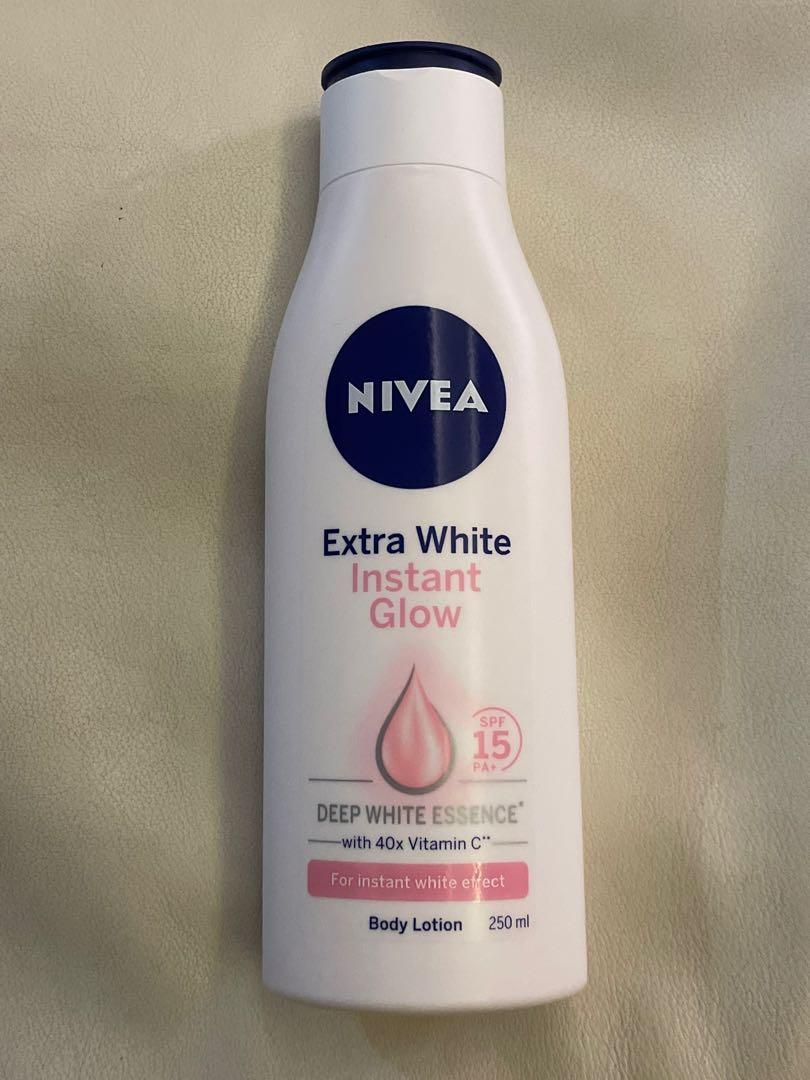 NIVEA
Extra White
Instant
Glow
SPF
15
PA+
DEEP WHITE ESSENCE*
with 40x Vitamin C**
For instant white effect
Body Lotion 250 ml